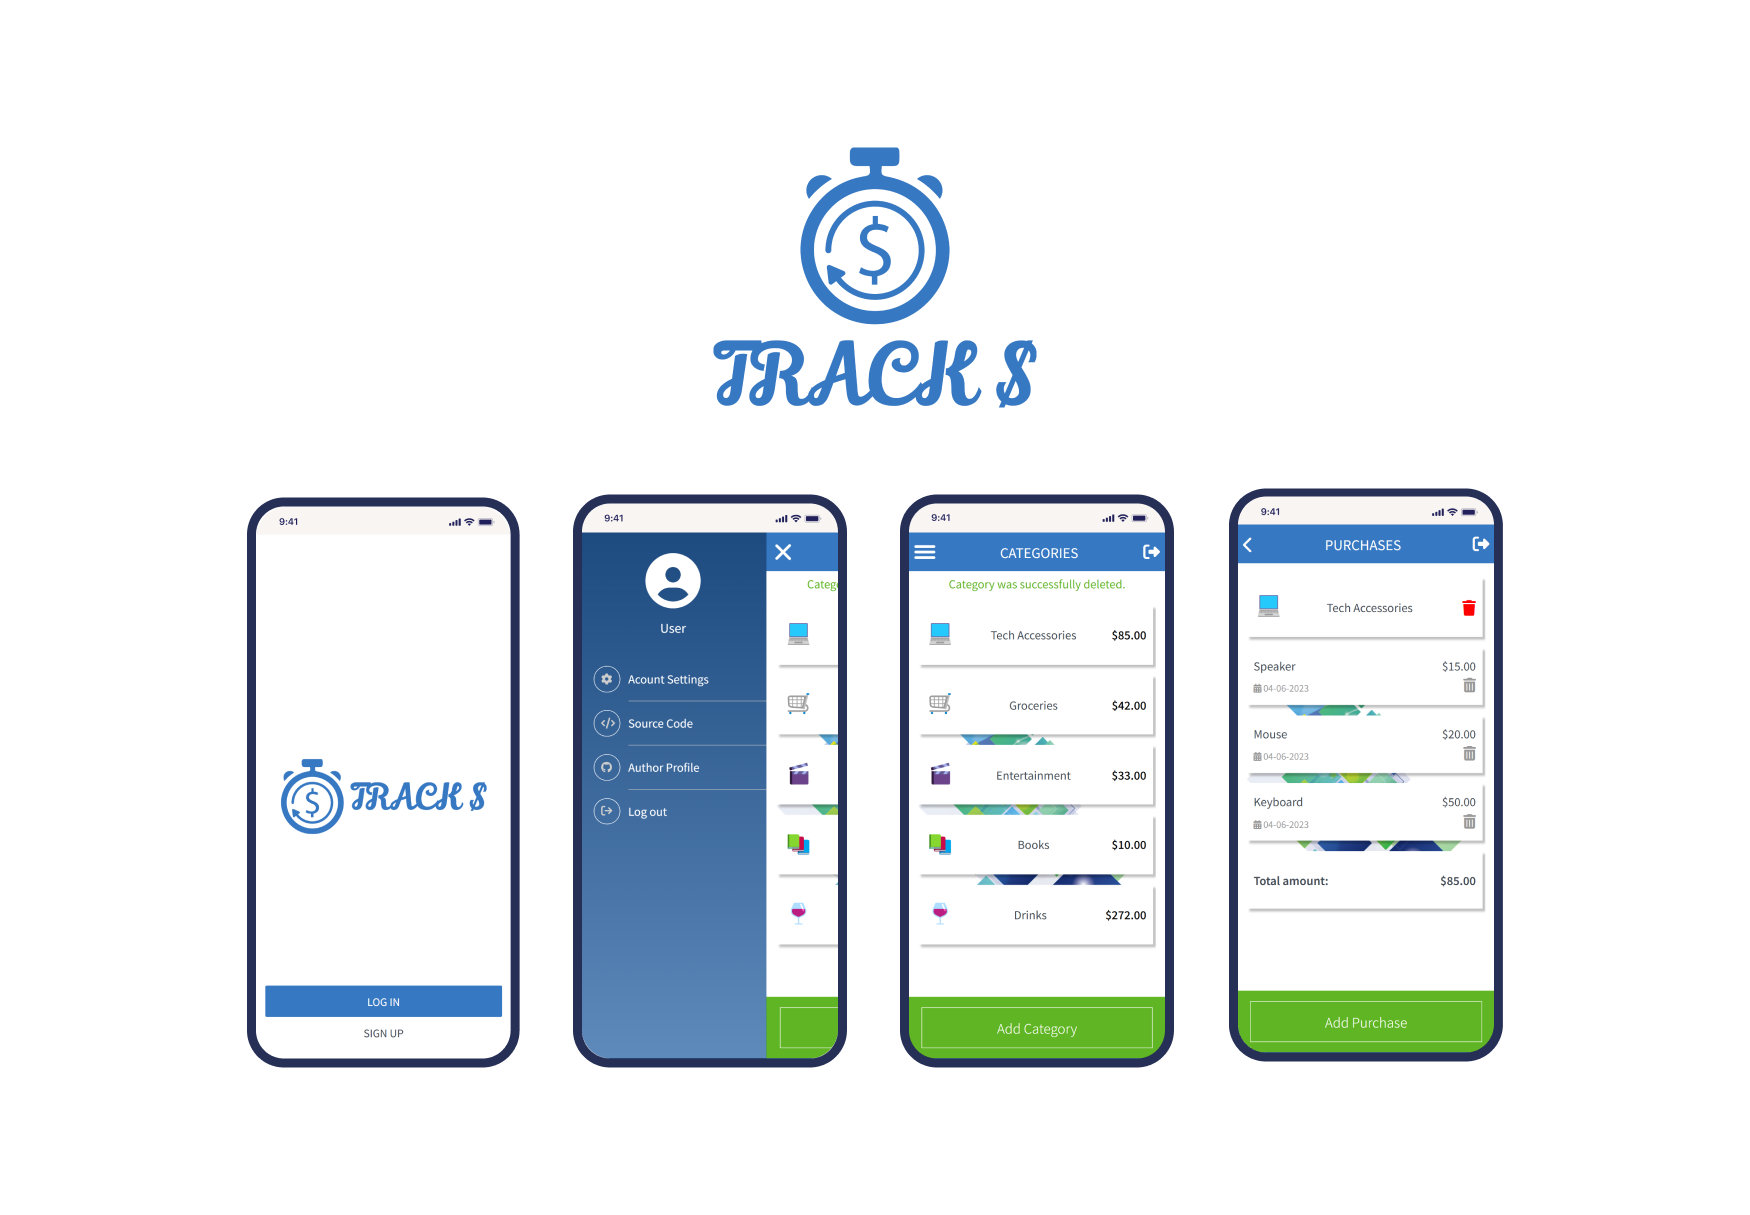 $
TRACK $
9:41
$ TRACK $
LOG IN
SIGN UP
9:41
Catego
User
Acount Settings
Source Code
Author Profile
Log out
9:41
CATEGORIES
Category was successfully deleted.
Tech Accessories $85.00
Groceries $42.00
Entertainment $33.00
Books $10.00
Drinks $272.00
Add Category
9:41
PURCHASES
Tech Accessories
Speaker $15.00
04-06-2023
Mouse $20.00
04-06-2023
Keyboard $50.00
04-06-2023
Total amount: $85.00
Add Purchase